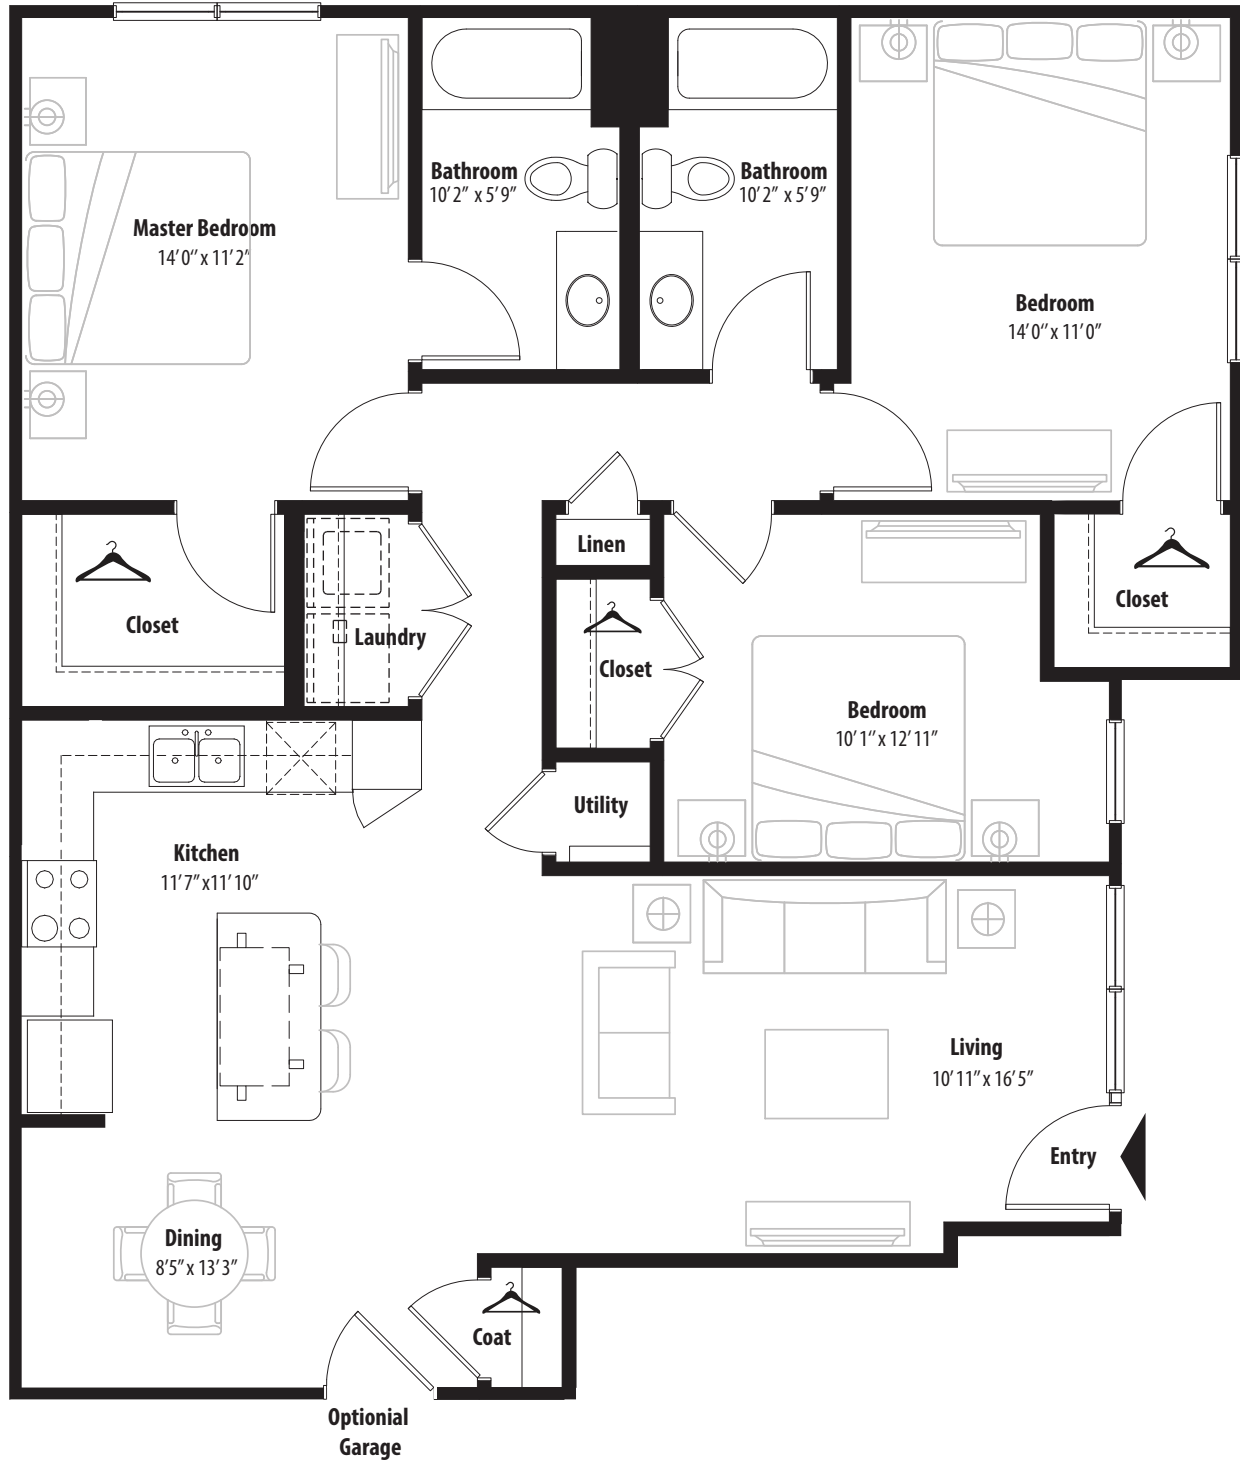 Bathroom
10'2" x 5'9"
Bathroom
10'2" x 5'9"
Master Bedroom
14'0" x 11'2"
Bedroom
14'0" x 11'0"
Linen
Closet
Closet
Laundry
Closet
Bedroom
10'1" x 12'11"
Utility
Kitchen
11'7"x11'10"
Living
10'11" x 16'5"
Entry
Dining
8'5" x 13'3"
Coat
Optionial
Garage